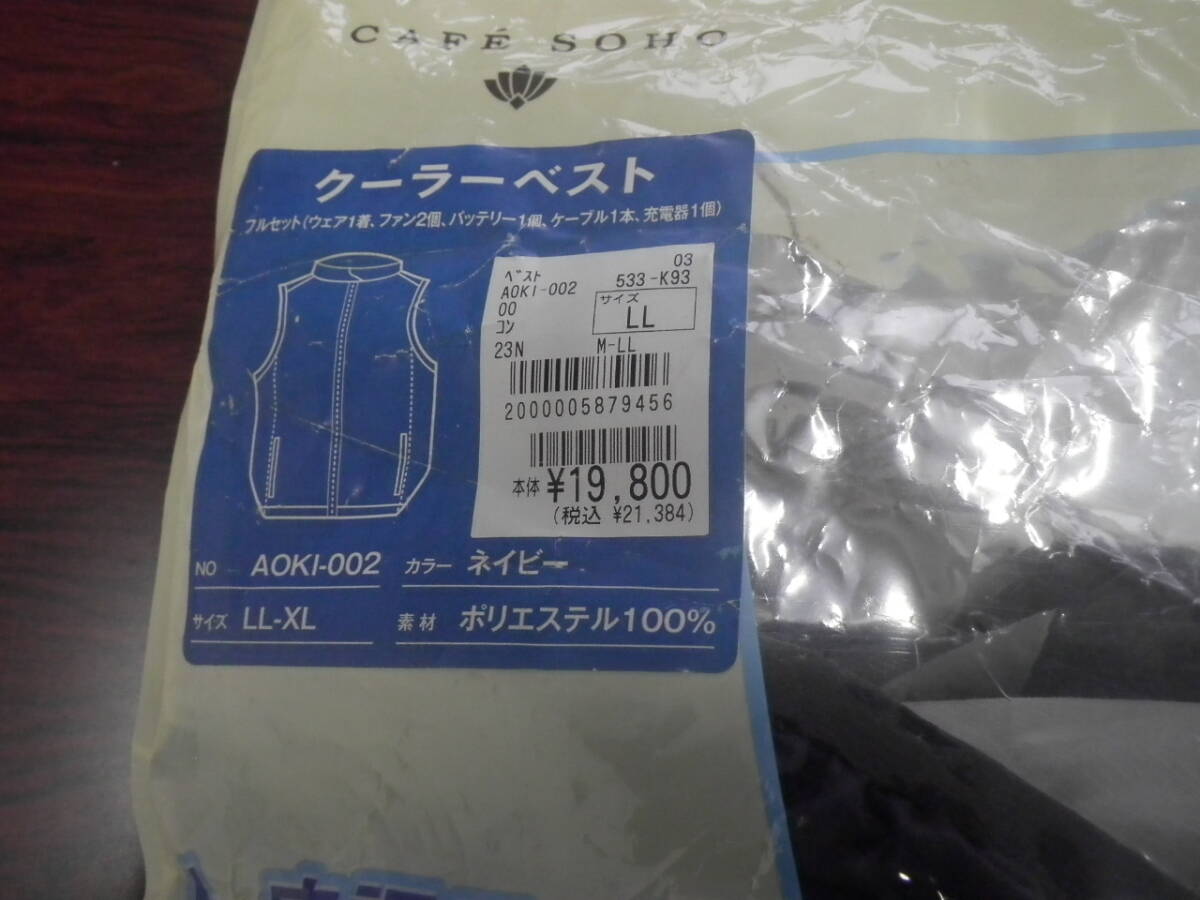 CAFÉ SOHO
クーラーベスト
フルセット(ウェア1着、ファン2個、バッテリー1個、ケーブル1本、充電器1個)
ベスト 03
AOKI-002 533-K93
00 サイズ
コン LL
23N M-LL
2000005879456
本体 ¥19,800
(税込 ¥21,384)
NO AOKI-002 カラー ネイビー
サイズ LL-XL 素材 ポリエステル100%